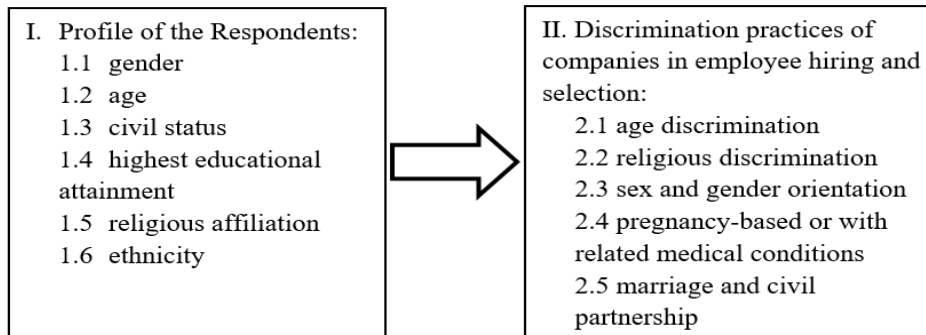 I. Profile of the Respondents:
1.1 gender
1.2 age
1.3 civil status
1.4 highest educational
attainment
1.5 religious affiliation
1.6 ethnicity
II. Discrimination practices of
companies in employee hiring and
selection:
2.1 age discrimination
2.2 religious discrimination
2.3 sex and gender orientation
2.4 pregnancy-based or with
related medical conditions
2.5 marriage and civil
partnership